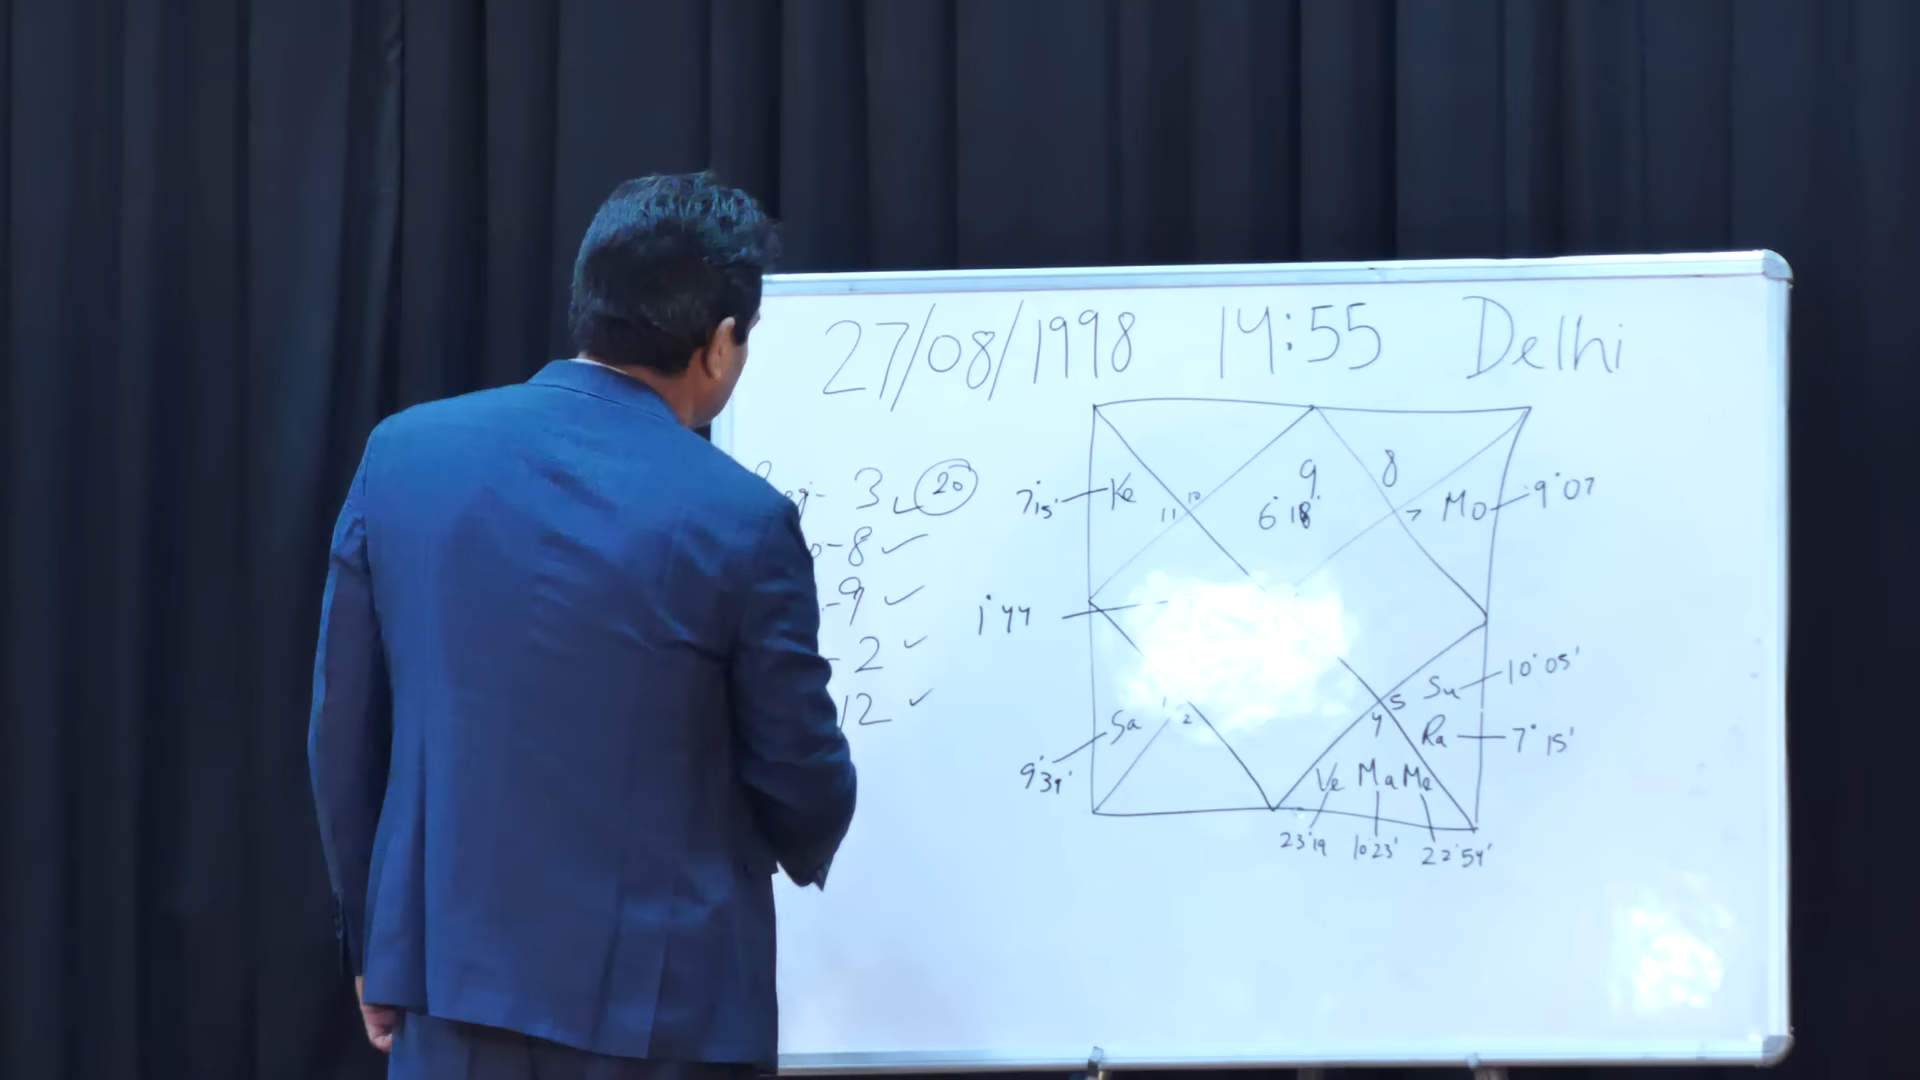 27/08/1998 14:55 Delhi
3 20
8
9
2
12
9
6°18'
8
10
11
7
Ke
7°15'
Mo
9°07
1°44
Su
10°05'
5
4
Ra
7°15'
Sa
9°39'
1
2
Ve Ma Me
23°19 10°23' 22°54'